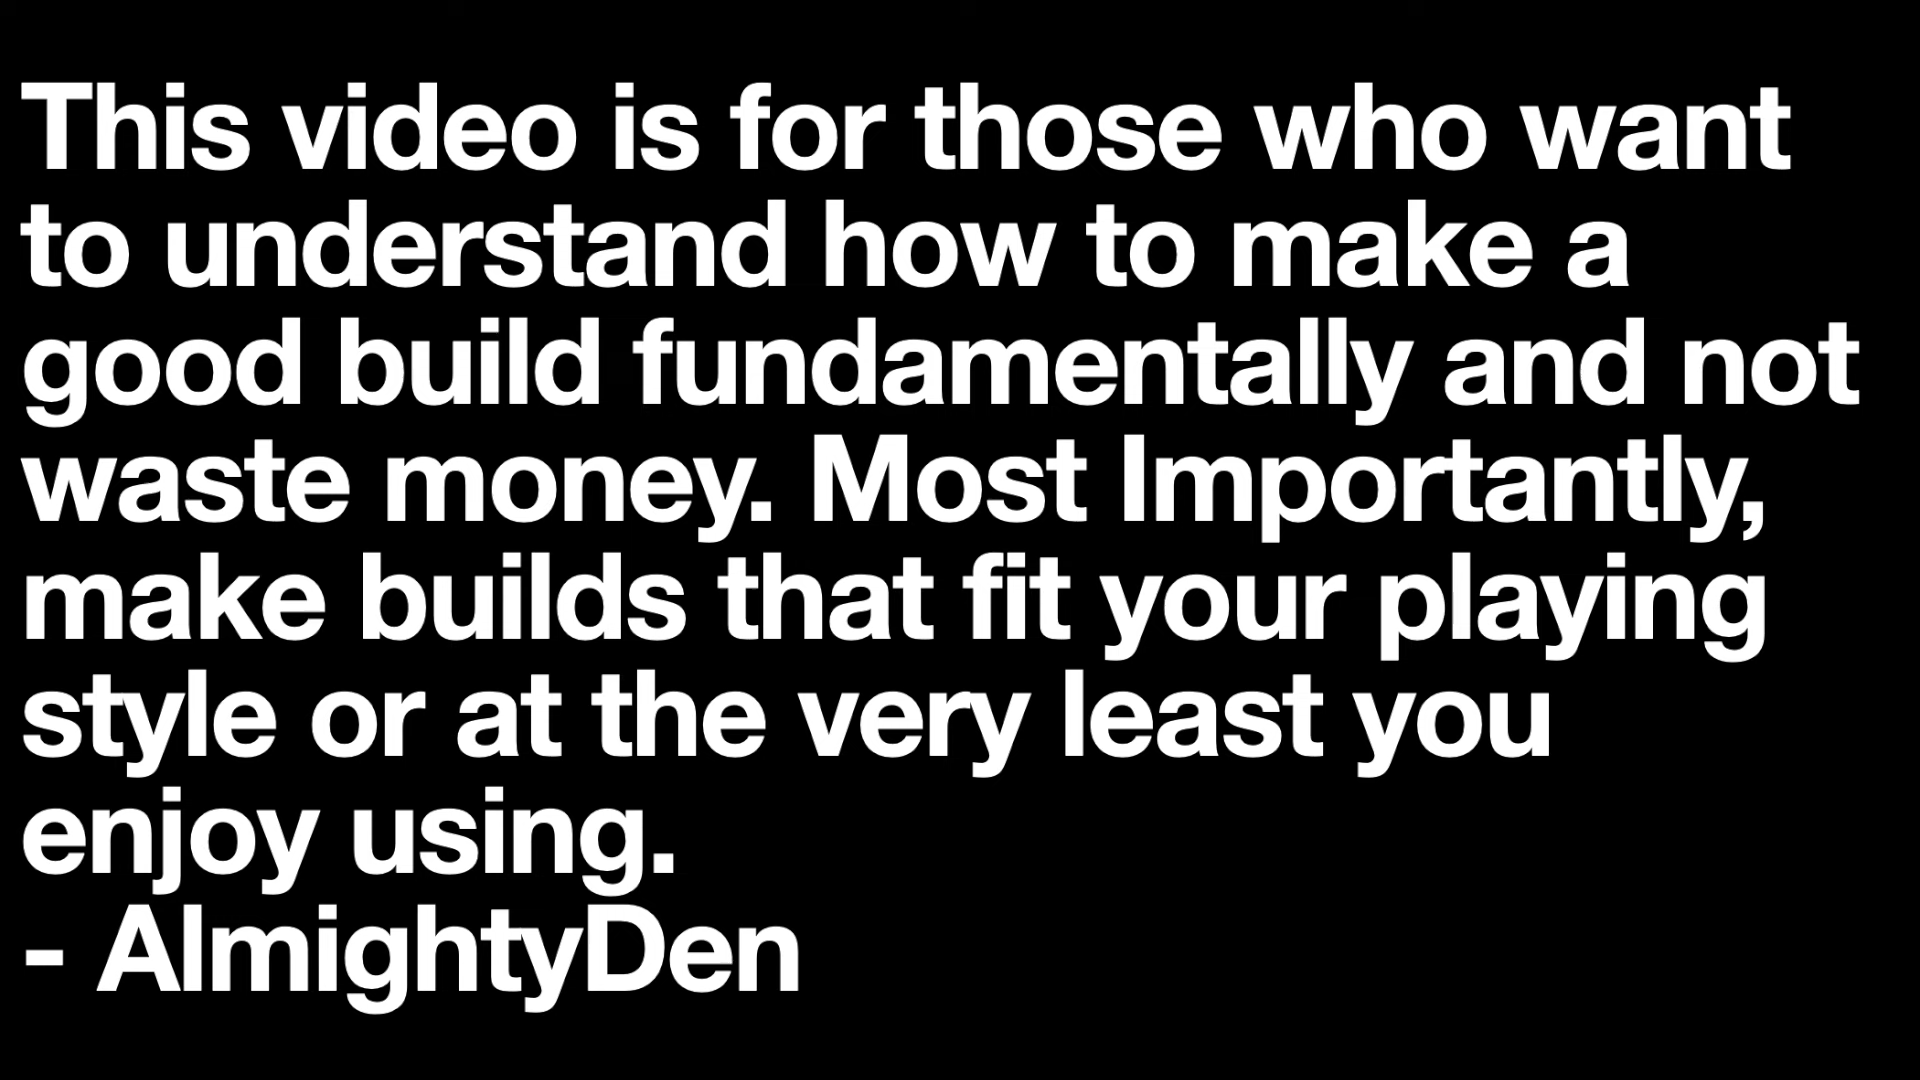 This video is for those who want
to understand how to make a
good build fundamentally and not
waste money. Most Importantly,
make builds that fit your playing
style or at the very least you
enjoy using.
- AlmightyDen